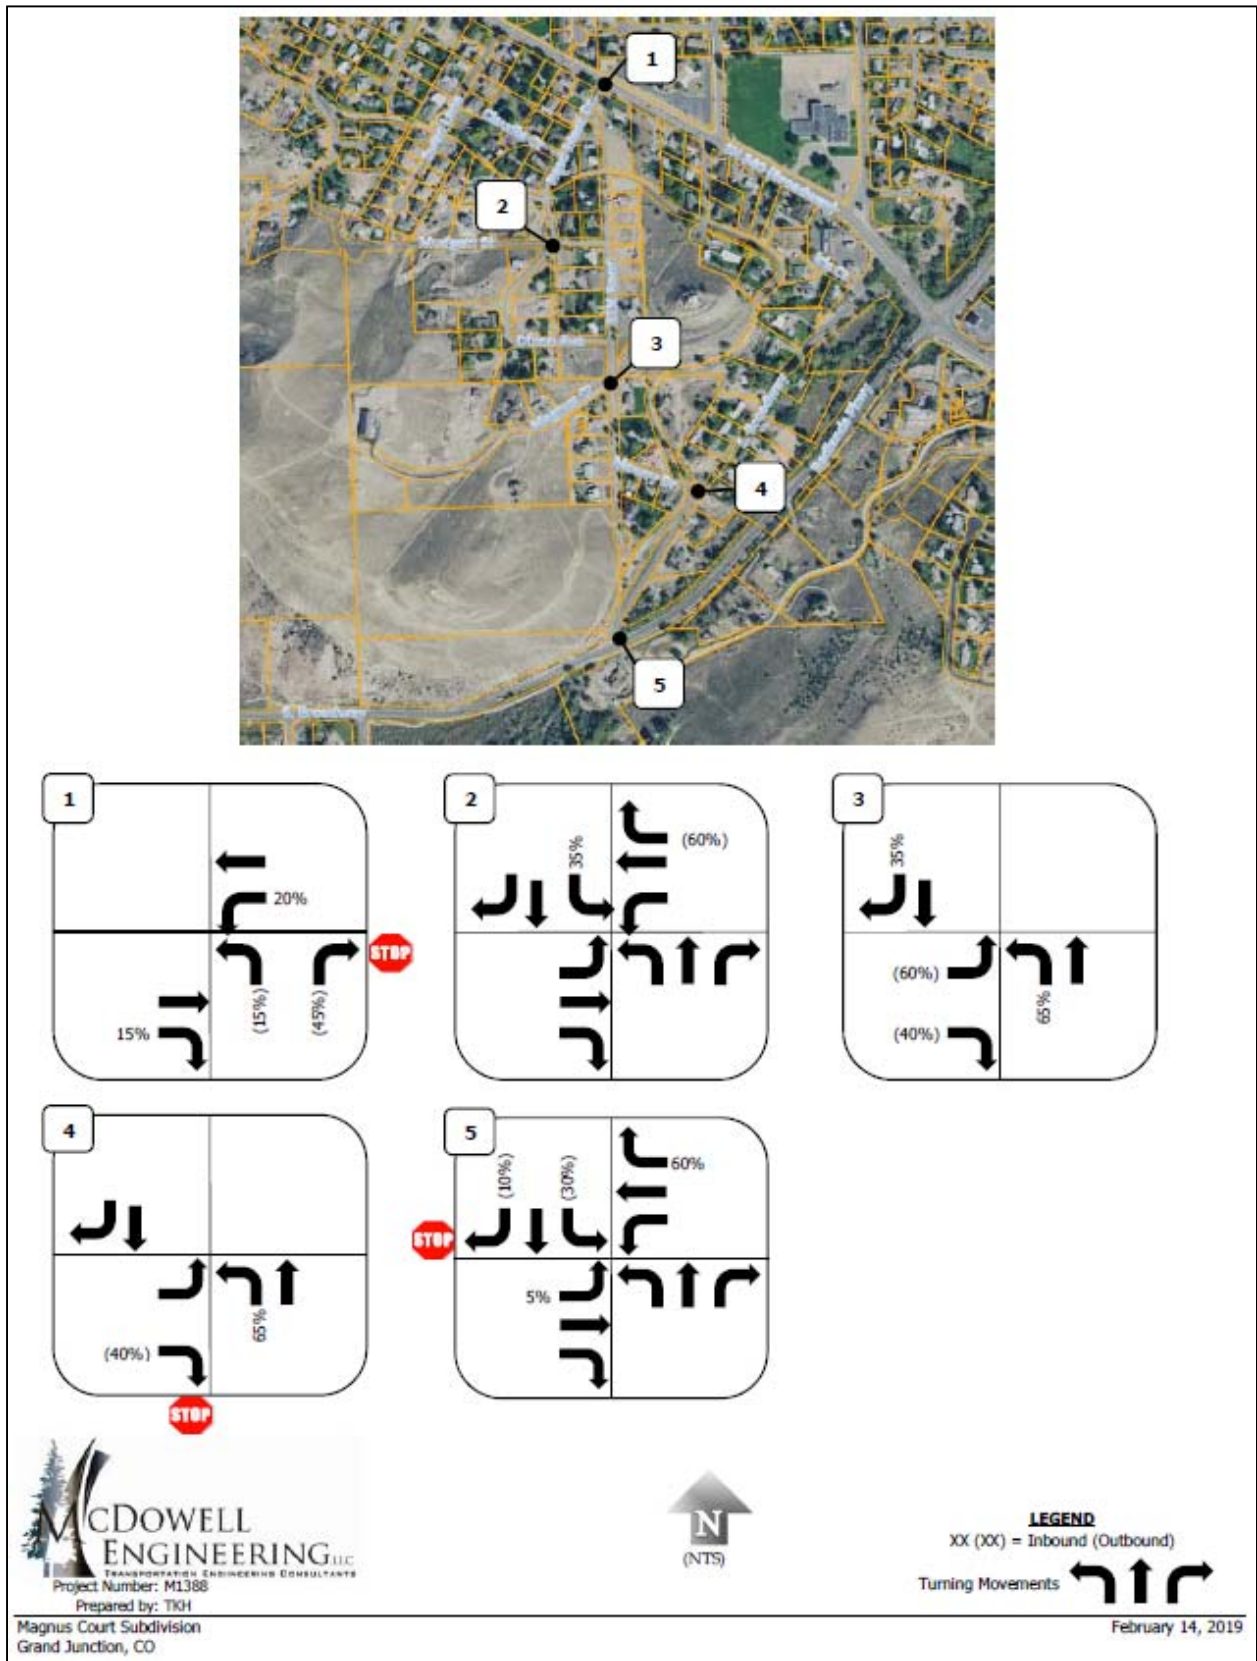 1
2
3
4
5
1
20%
STOP
15%
(15%)
(45%)
2
35%
(60%)
3
35%
(60%)
65%
(40%)
4
65%
(40%)
STOP
5
(10%)
(30%)
60%
STOP
5%
MCDOWELL
ENGINEERING LLC
TRANSPORTATION ENGINEERING CONSULTANTS
Project Number: M1388
Prepared by: TKH
N
(NTS)
LEGEND
XX (XX) = Inbound (Outbound)
Turning Movements
Magnus Court Subdivision
Grand Junction, CO
February 14, 2019